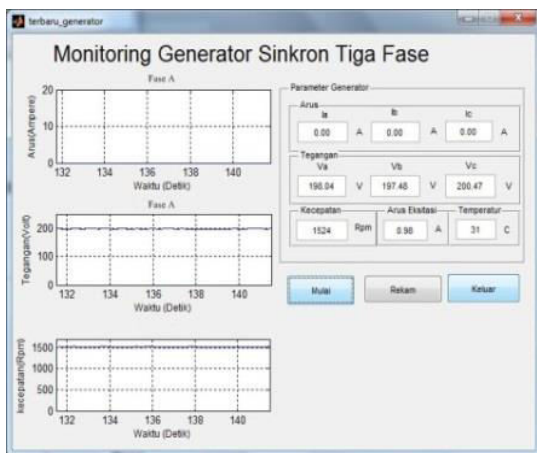 terbaru_generator
Monitoring Generator Sinkron Tiga Fase
Fase A
Arus(Ampere)
20
10
0
132 134 136 138 140
Waktu (Detik)
Fase A
Tegangan(Volt)
200
100
0
132 134 136 138 140
Waktu (Detik)
kecepatan(Rpm)
1500
1000
500
0
132 134 136 138 140
Waktu (Detik)
Parameter Generator
Arus
Ia Ib Ic
0.00 A 0.00 A 0.00 A
Tegangan
Va Vb Vc
198.04 V 197.48 V 200.47 V
Kecepatan Arus Eksitasi Temperatur
1524 Rpm 0.98 A 31 C
Mulai Rekam Keluar